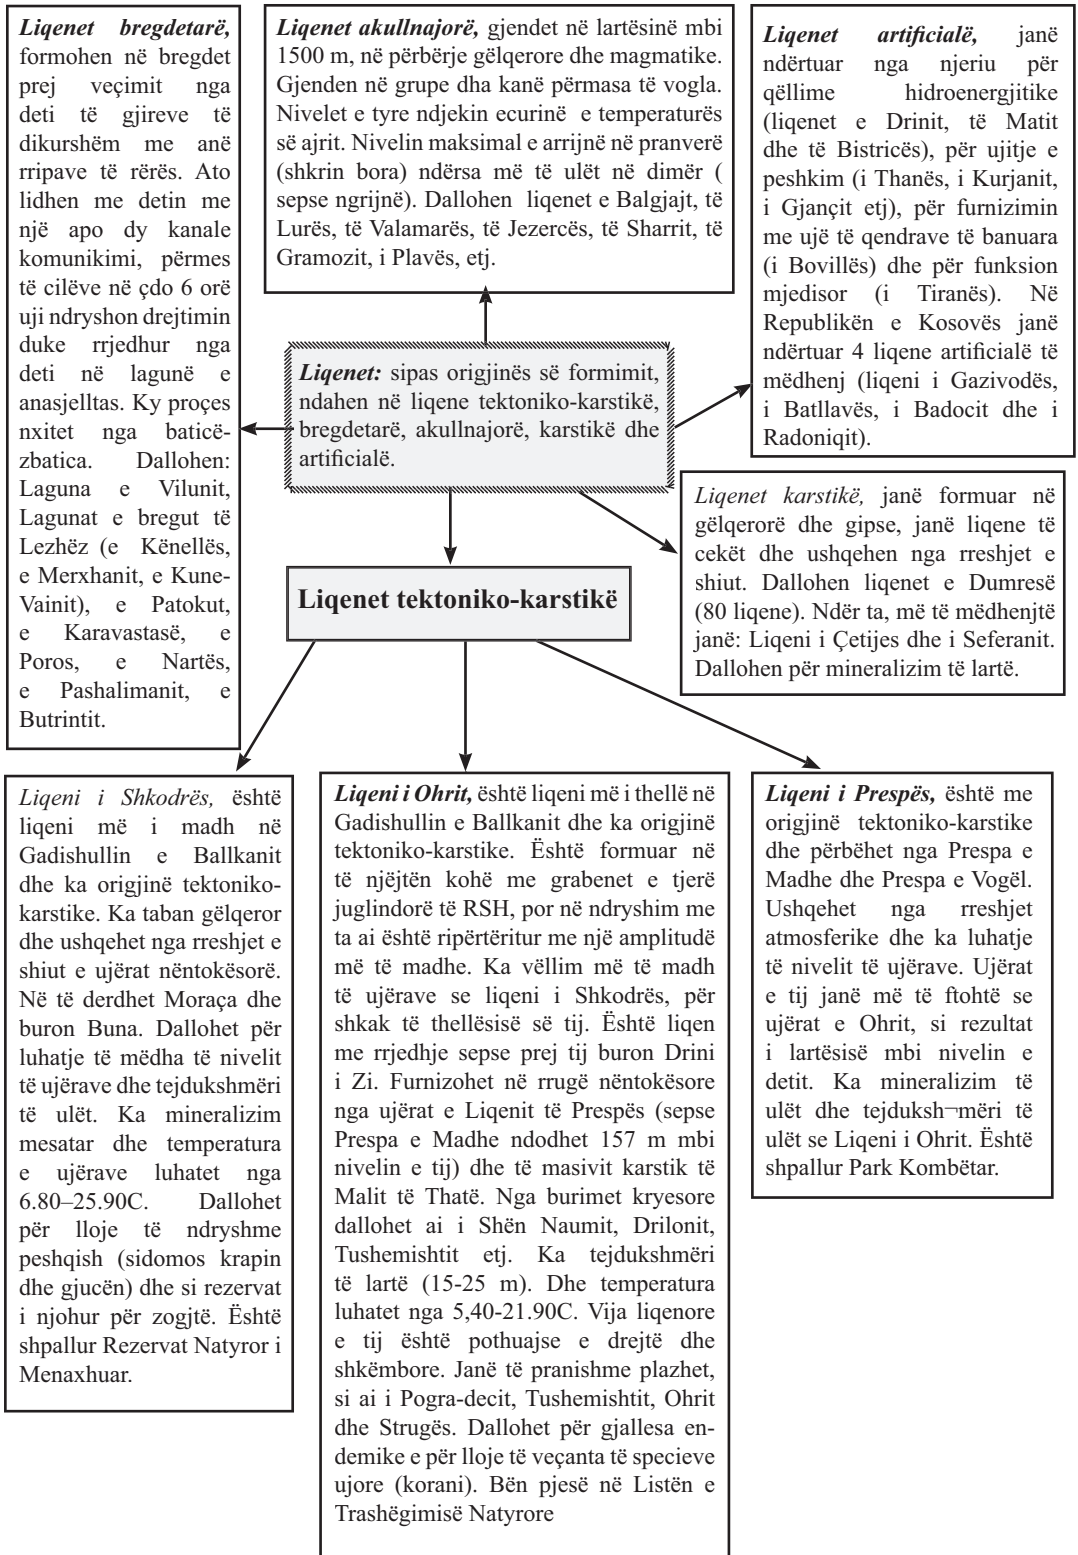 Liqenet bregdetarë,
formohen në bregdet
prej veçimit nga
deti të gjireve të
dikurshëm me anë
rripave të rërës. Ato
lidhen me detin me
një apo dy kanale
komunikimi, përmes
të cilëve në çdo 6 orë
uji ndryshon drejtimin
duke rrjedhur nga
deti në lagunë e
anasjelltas. Ky proçes
nxitet nga baticë-
zbatica. Dallohen:
Laguna e Vilunit,
Lagunat e bregut të
Lezhëz (e Kënellës,
e Merxhanit, e Kune-
Vainit), e Patokut,
e Karavastasë, e
Poros, e Nartës,
e Pashalimanit, e
Butrintit.
Liqenet akullnajorë, gjendet në lartësinë mbi
1500 m, në përbërje gëlqerore dhe magmatike.
Gjenden në grupe dha kanë përmasa të vogla.
Nivelet e tyre ndjekin ecurinë e temperaturës
së ajrit. Nivelin maksimal e arrijnë në pranverë
(shkrin bora) ndërsa më të ulët në dimër (
sepse ngrijnë). Dallohen liqenet e Balgjajt, të
Lurës, të Valamarës, të Jezercës, të Sharrit, të
Gramozit, i Plavës, etj.
Liqenet artificialë, janë
ndërtuar nga njeriu për
qëllime hidroenergjitike
(liqenet e Drinit, të Matit
dhe të Bistricës), për ujitje e
peshkim (i Thanës, i Kurjanit,
i Gjançit etj), për furnizimin
me ujë të qendrave të banuara
(i Bovillës) dhe për funksion
mjedisor (i Tiranës). Në
Republikën e Kosovës janë
ndërtuar 4 liqene artificialë të
mëdhenj (liqeni i Gazivodës,
i Batllavës, i Badocit dhe i
Radoniqit).
Liqenet: sipas origjinës së formimit,
ndahen në liqene tektoniko-karstikë,
bregdetarë, akullnajorë, karstikë dhe
artificialë.
Liqenet karstikë, janë formuar në
gëlqerorë dhe gipse, janë liqene të
cekët dhe ushqehen nga rreshjet e
shiut. Dallohen liqenet e Dumresë
(80 liqene). Ndër ta, më të mëdhenjtë
janë: Liqeni i Çetijes dhe i Seferanit.
Dallohen për mineralizim të lartë.
Liqenet tektoniko-karstikë
Liqeni i Shkodrës, është
liqeni më i madh në
Gadishullin e Ballkanit
dhe ka origjinë tektoniko-
karstike. Ka taban gëlqeror
dhe ushqehet nga rreshjet e
shiut e ujërat nëntokësorë.
Në të derdhet Moraça dhe
buron Buna. Dallohet për
luhatje të mëdha të nivelit
të ujërave dhe tejdukshmëri
të ulët. Ka mineralizim
mesatar dhe temperatura
e ujërave luhatet nga
6.80–25.90C. Dallohet
për lloje të ndryshme
peshqish (sidomos krapin
dhe gjucën) dhe si rezervat
i njohur për zogjtë. Është
shpallur Rezervat Natyror i
Menaxhuar.
Liqeni i Ohrit, është liqeni më i thellë në
Gadishullin e Ballkanit dhe ka origjinë
tektoniko-karstike. Është formuar në
të njëjtën kohë me grabenet e tjerë
juglindorë të RSH, por në ndryshim me
ta ai është ripërtëritur me një amplitudë
më të madhe. Ka vëllim më të madh
të ujërave se liqeni i Shkodrës, për
shkak të thellësisë së tij. Është liqen
me rrjedhje sepse prej tij buron Drini
i Zi. Furnizohet në rrugë nëntokësore
nga ujërat e Liqenit të Prespës (sepse
Prespa e Madhe ndodhet 157 m mbi
nivelin e tij) dhe të masivit karstik të
Malit të Thatë. Nga burimet kryesore
dallohet ai i Shën Naumit, Drilonit,
Tushemishtit etj. Ka tejdukshmëri
të lartë (15-25 m). Dhe temperatura
luhatet nga 5,40-21.90C. Vija liqenore
e tij është pothuajse e drejtë dhe
shkëmbore. Janë të pranishme plazhet,
si ai i Pogra-decit, Tushemishtit, Ohrit
dhe Strugës. Dallohet për gjallesa en-
demike e për lloje të veçanta të specieve
ujore (korani). Bën pjesë në Listën e
Trashëgimisë Natyrore
Liqeni i Prespës, është me
origjinë tektoniko-karstike
dhe përbëhet nga Prespa e
Madhe dhe Prespa e Vogël.
Ushqehet nga rreshjet
atmosferike dhe ka luhatje
të nivelit të ujërave. Ujërat
e tij janë më të ftohtë se
ujërat e Ohrit, si rezultat
i lartësisë mbi nivelin e
detit. Ka mineralizim të
ulët dhe tejduksh¬mëri të
ulët se Liqeni i Ohrit. Është
shpallur Park Kombëtar.